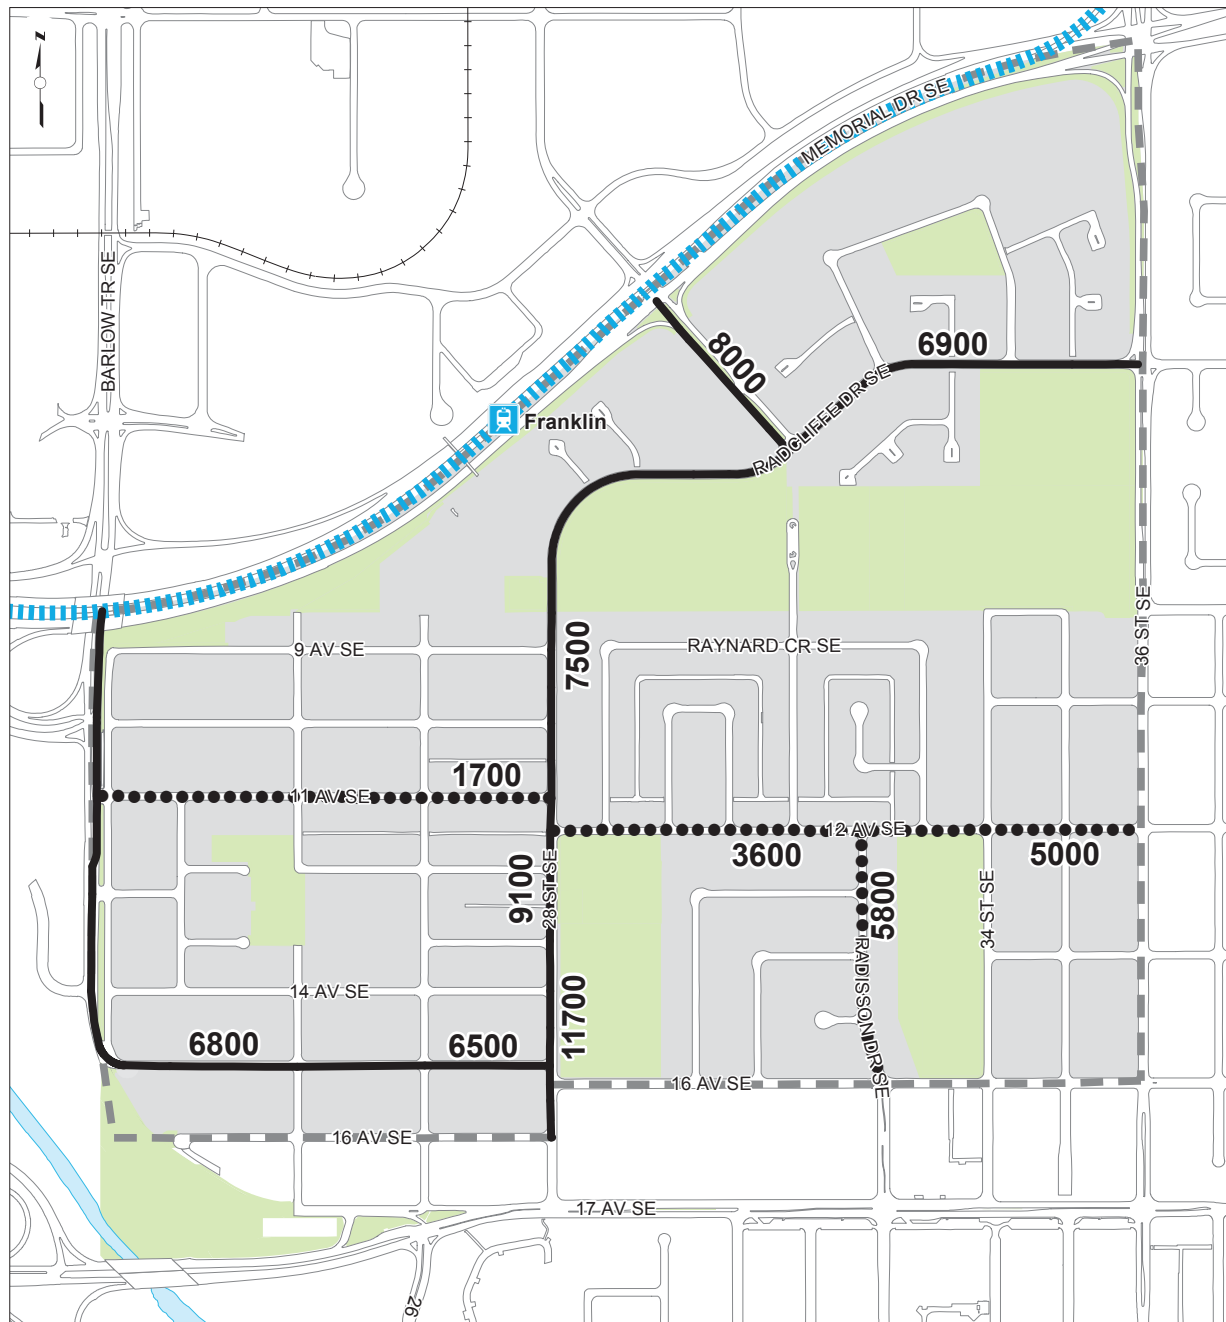 N
MEMORIAL DR SE
BARLOW TR SE
8000
6900
RADCLIFFE DR SE
Franklin
36 ST SE
9 AV SE
7500
RAYNARD CR SE
1700
11 AV SE
12 AV SE
3600
5000
9100
28 ST SE
5800
34 ST SE
RADISSON DR SE
14 AV SE
11700
6800
6500
16 AV SE
16 AV SE
17 AV SE
26